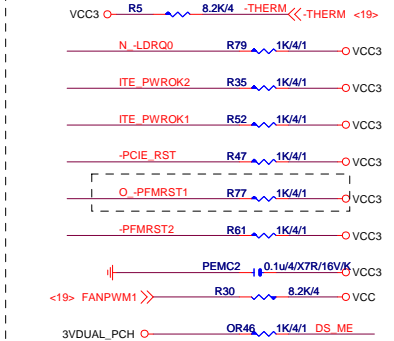 VCC3 R5 8.2K/4 -THERM -THERM <19>
N_-LDRQ0 R79 1K/4/1 VCC3
ITE_PWROK2 R35 1K/4/1 VCC3
ITE_PWROK1 R52 1K/4/1 VCC3
-PCIE_RST R47 1K/4/1 VCC3
O_-PFMRST1 R77 1K/4/1 VCC3
-PFMRST2 R61 1K/4/1 VCC3
PEMC2 0.1u/4/X7R/16V/K VCC3
<19> FANPWM1 R30 8.2K/4 VCC
3VDUAL_PCH OR46 1K/4/1 DS_ME